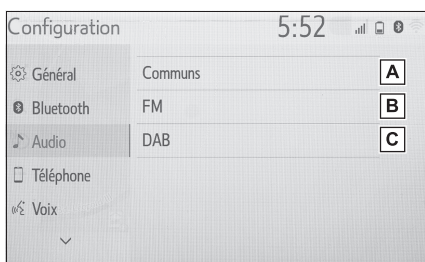 Configuration 5:52
Général
Communs A
Bluetooth
FM B
Audio
DAB C
Téléphone
Voix